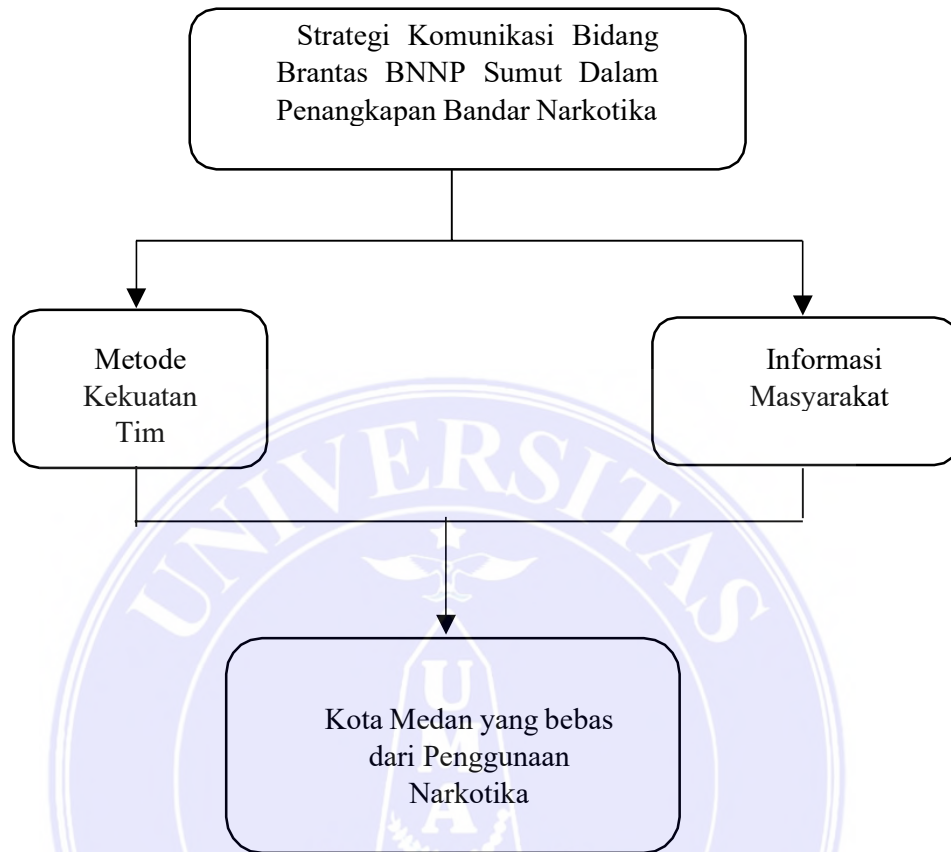 Strategi Komunikasi Bidang
Brantas BNNP Sumut Dalam
Penangkapan Bandar Narkotika
Metode
Kekuatan
Tim
Informasi
Masyarakat
UNIVERSITAS
Kota Medan yang bebas
dari Penggunaan
Narkotika
U
M
A